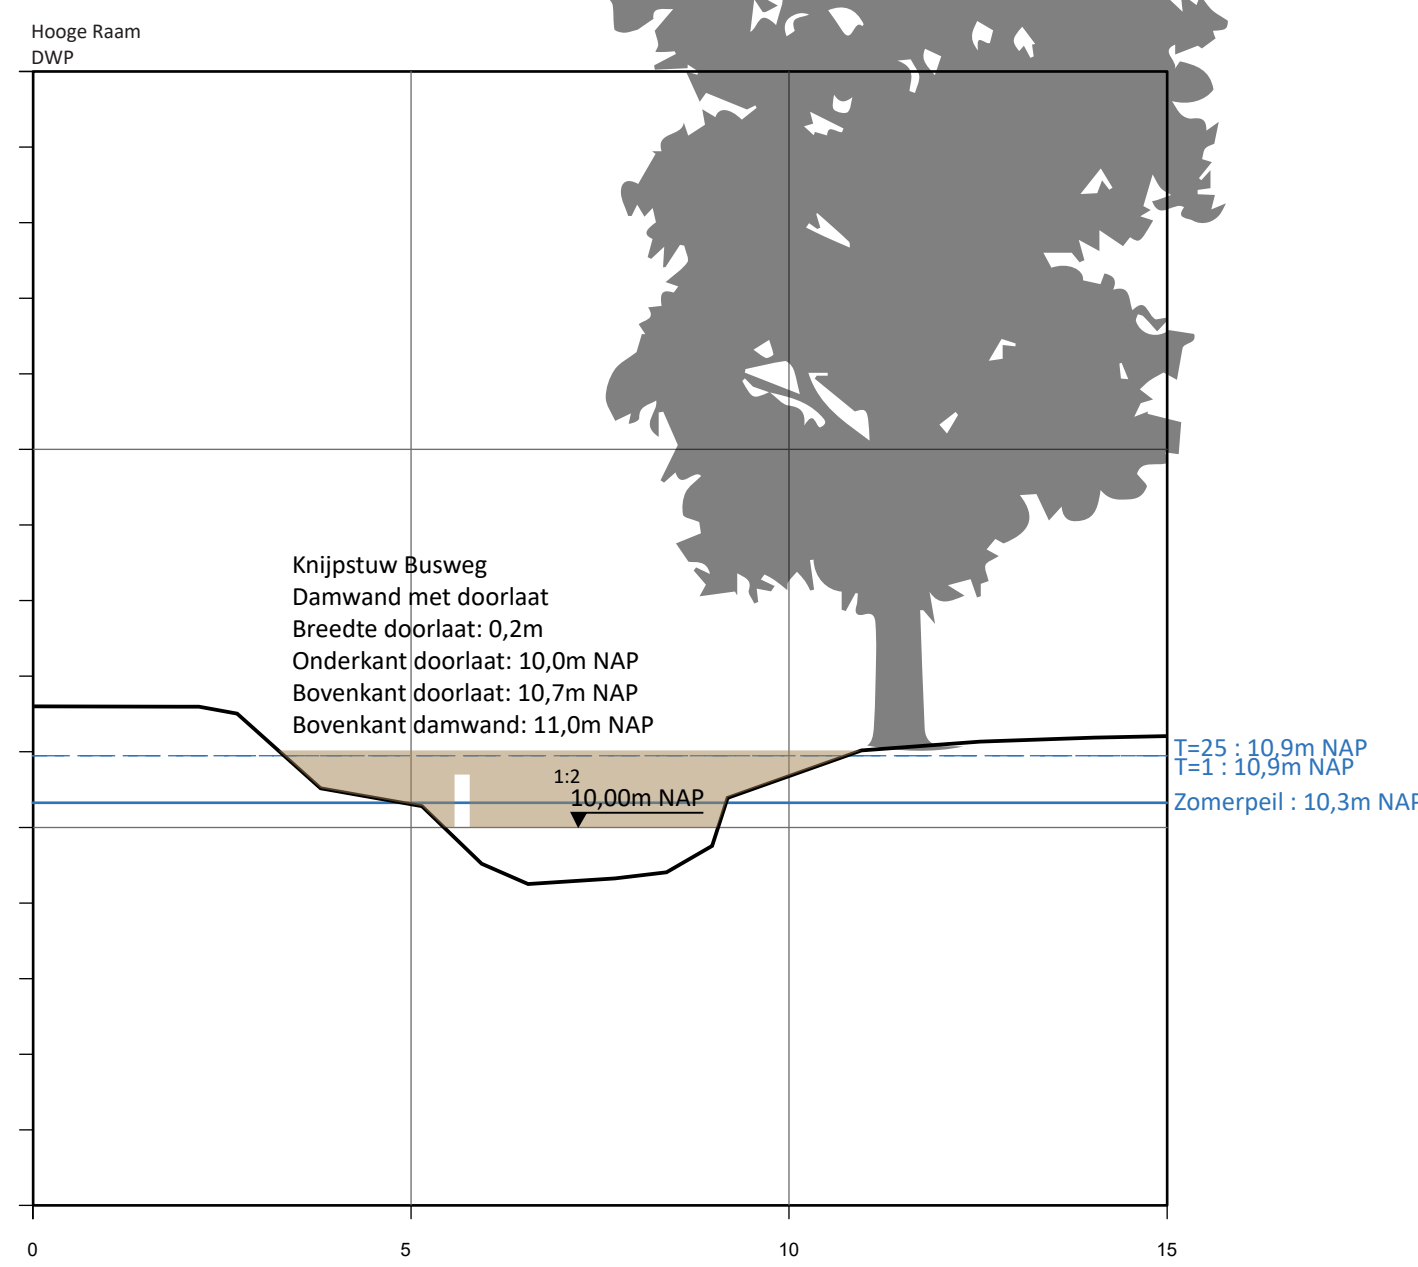 Hooge Raam
DWP
Knijpstuw Busweg
Damwand met doorlaat
Breedte doorlaat: 0,2m
Onderkant doorlaat: 10,0m NAP
Bovenkant doorlaat: 10,7m NAP
Bovenkant damwand: 11,0m NAP
T=25 : 10,9m NAP
T=1 : 10,9m NAP
1:2
10,00m NAP
Zomerpeil : 10,3m NAP
0
5
10
15